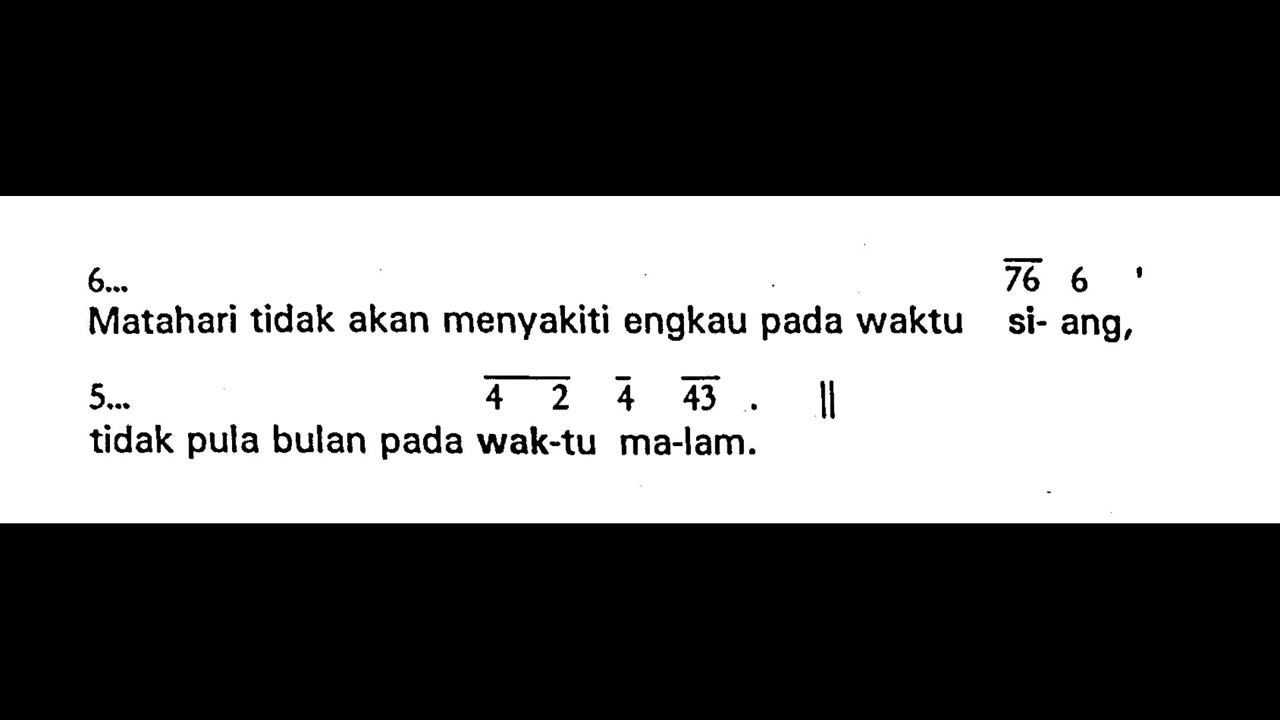 6... 76 6 '
Matahari tidak akan menyakiti engkau pada waktu si- ang,
5... 4 2 4 43 . ||
tidak pula bulan pada wak-tu ma-lam.